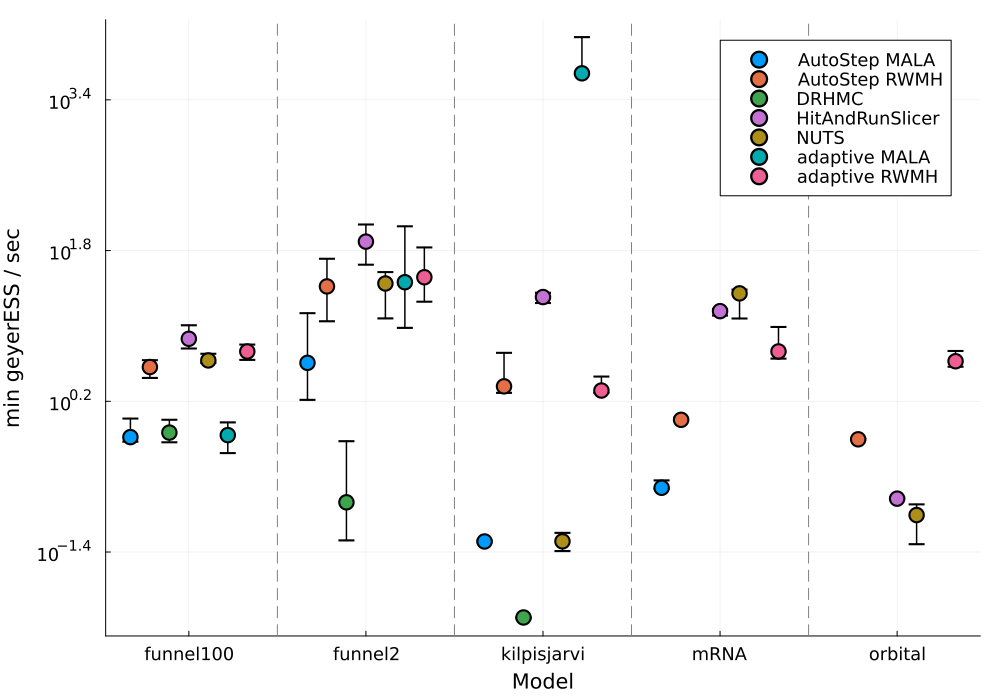 min geyerESS / sec
10^3.4
10^1.8
10^0.2
10^−1.4
AutoStep MALA
AutoStep RWMH
DRHMC
HitAndRunSlicer
NUTS
adaptive MALA
adaptive RWMH
funnel100 funnel2 kilpisjarvi mRNA orbital
Model